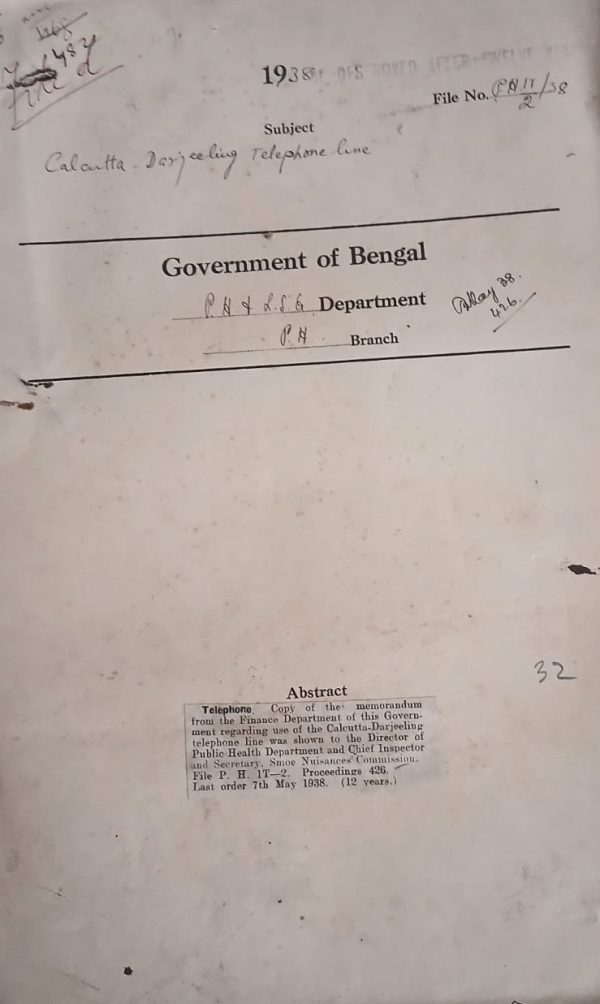 1938
File No. P.H. 1T/2/38
Subject
Calcutta-Darjeeling Telephone line
Government of Bengal
P.H & L.S.G. Department
P.H Branch
May 38.
426.
32
Abstract
Telephone. Copy of the memorandum
from the Finance Department of this Govern-
ment regarding use of the Calcutta-Darjeeling
telephone line was shown to the Director of
Public Health Department and Chief Inspector
and Secretary, Smoe Nuisances Commission.
File P. H. 1T—2. Proceedings 426.
Last order 7th May 1938. (12 years.)